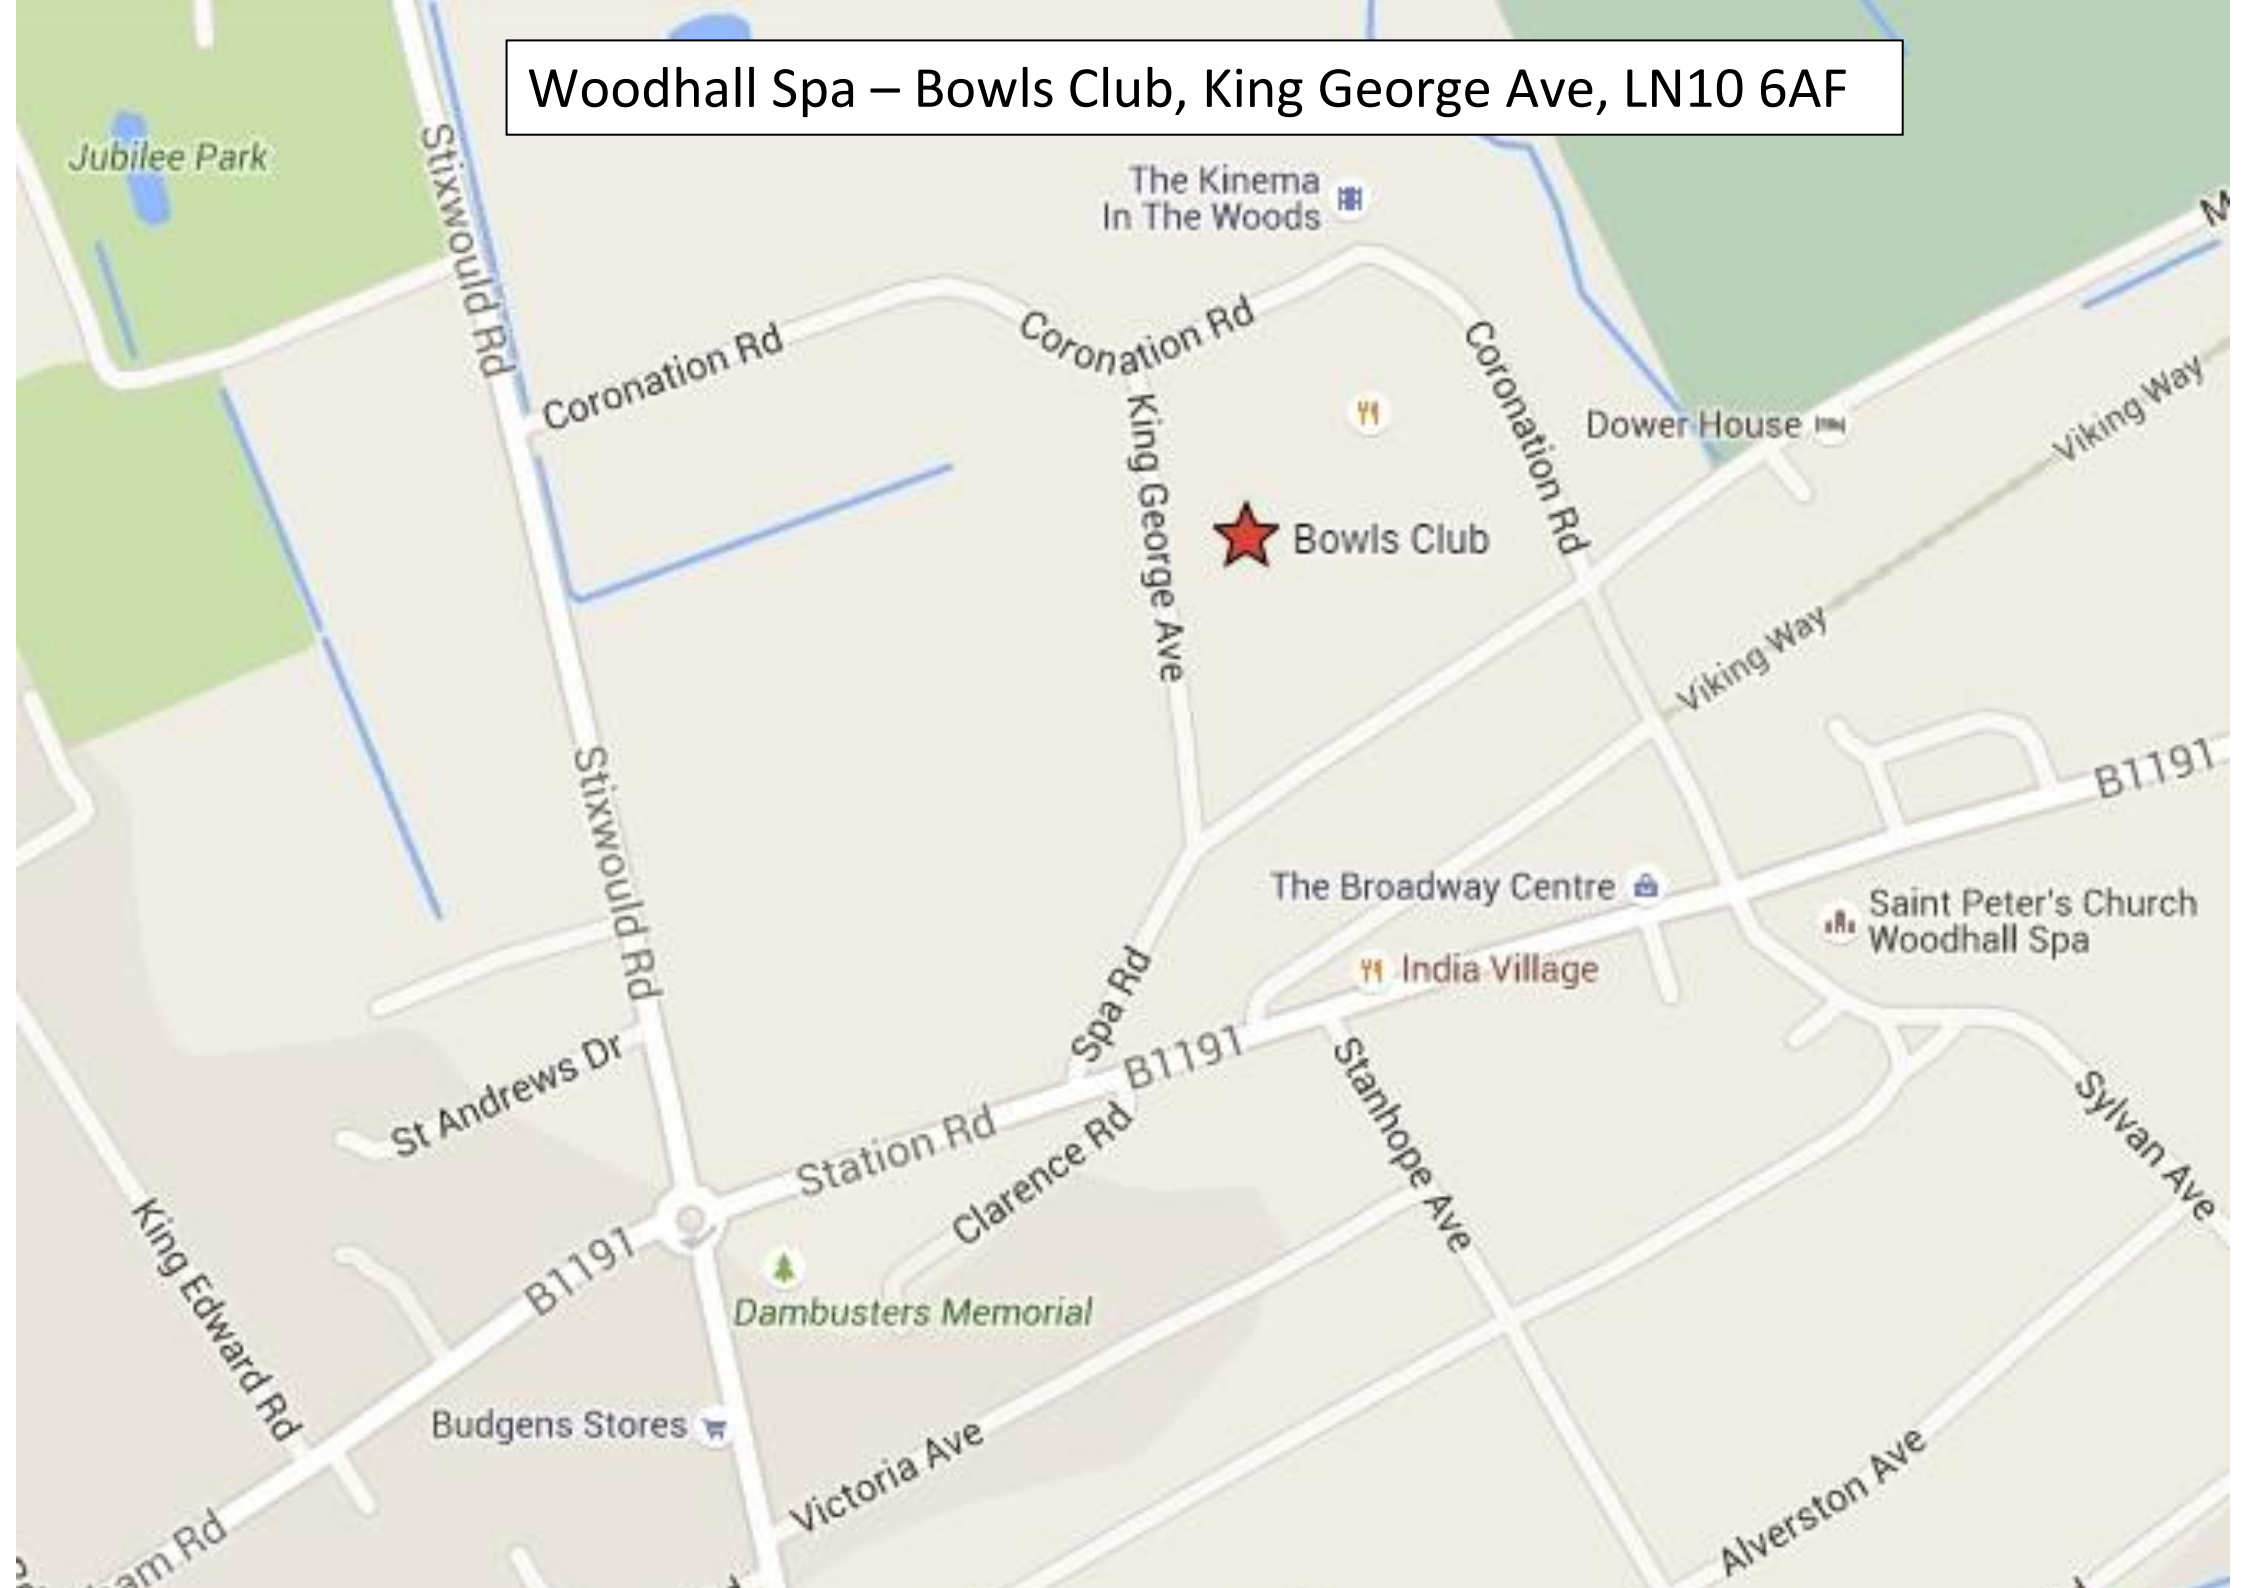 Woodhall Spa – Bowls Club, King George Ave, LN10 6AF
Jubilee Park
Stixwould Rd
The Kinema
In The Woods
Coronation Rd
Coronation Rd
Coronation Rd
King George Ave
Dower House
Viking Way
Bowls Club
Viking Way
Stixwould Rd
B1191
The Broadway Centre
Saint Peter's Church
Woodhall Spa
India Village
Spa Rd
B1191
St Andrews Dr
Stanhope Ave
Station Rd
Clarence Rd
Sylvan Ave
King Edward Rd
B1191
Dambusters Memorial
Budgens Stores
Victoria Ave
Alverston Ave
Rd